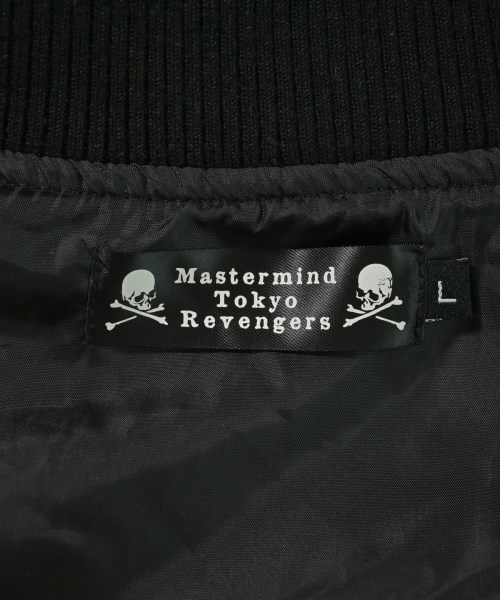 Mastermind
Tokyo
Revengers
L